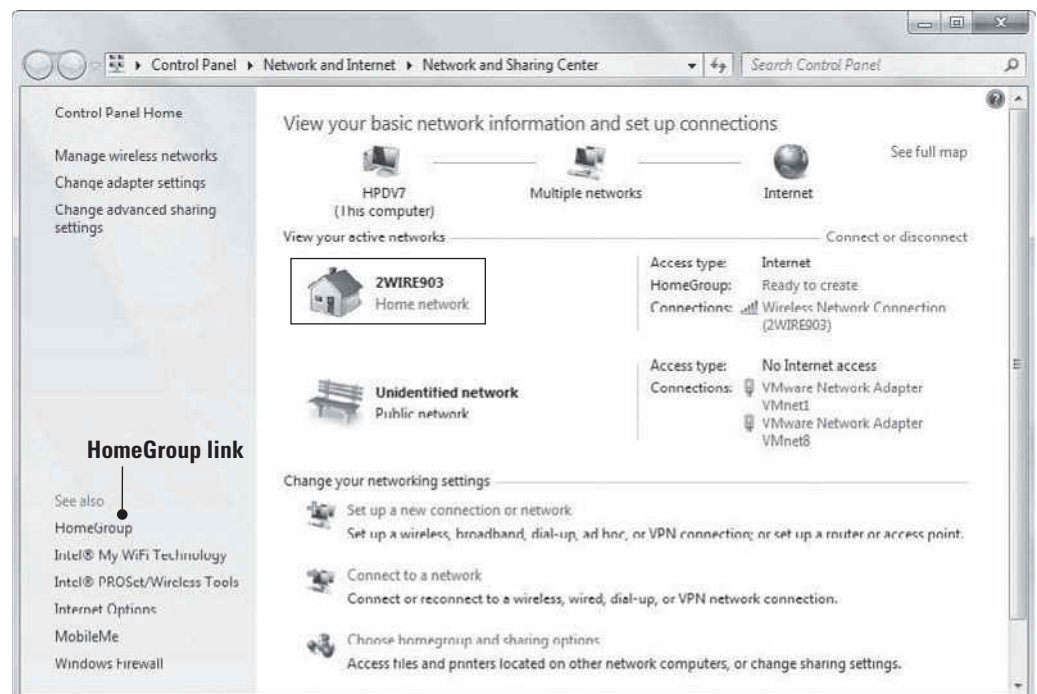 Control Panel ▸ Network and Internet ▸ Network and Sharing Center
Search Control Panel
Control Panel Home
Manage wireless networks
Change adapter settings
Change advanced sharing
settings
HomeGroup link
See also
HomeGroup
Intel® My WiFi Technology
Intel® PROSet/Wireless Tools
Internet Options
MobileMe
Windows Firewall
View your basic network information and set up connections
See full map
HPDV7
(This computer)
Multiple networks
Internet
View your active networks
Connect or disconnect
2WIRE903
Home network
Access type: Internet
HomeGroup: Ready to create
Connections: Wireless Network Connection
(2WIRE903)
Unidentified network
Public network
Access type: No Internet access
Connections: VMware Network Adapter
VMnet1
VMware Network Adapter
VMnet8
Change your networking settings
Set up a new connection or network
Set up a wireless, broadband, dial-up, ad hoc, or VPN connection; or set up a router or access point.
Connect to a network
Connect or reconnect to a wireless, wired, dial-up, or VPN network connection.
Choose homegroup and sharing options
Access files and printers located on other network computers, or change sharing settings.